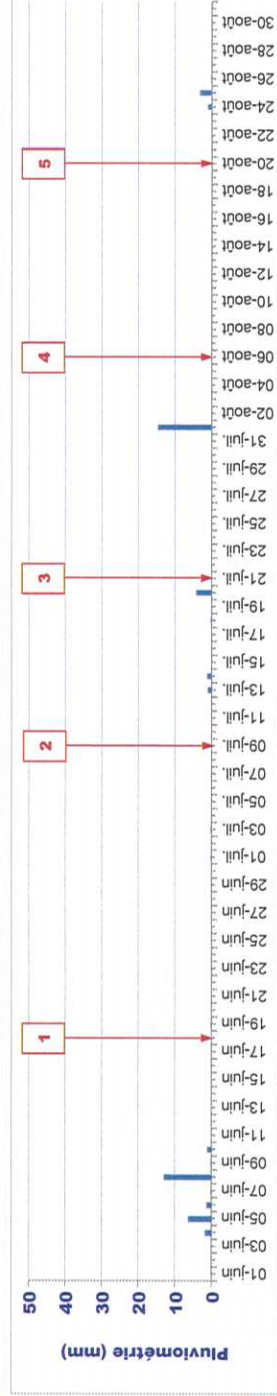 Pluviométrie (mm)
50
40
30
20
10
0
1
2
3
4
5
01-juin
03-juin
05-juin
07-juin
09-juin
11-juin
13-juin
15-juin
17-juin
19-juin
21-juin
23-juin
25-juin
27-juin
29-juin
01-juil.
03-juil.
05-juil.
07-juil.
09-juil.
11-juil.
13-juil.
15-juil.
17-juil.
19-juil.
21-juil.
23-juil.
25-juil.
27-juil.
29-juil.
31-juil.
02-août
04-août
06-août
08-août
10-août
12-août
14-août
16-août
18-août
20-août
22-août
24-août
26-août
28-août
30-août